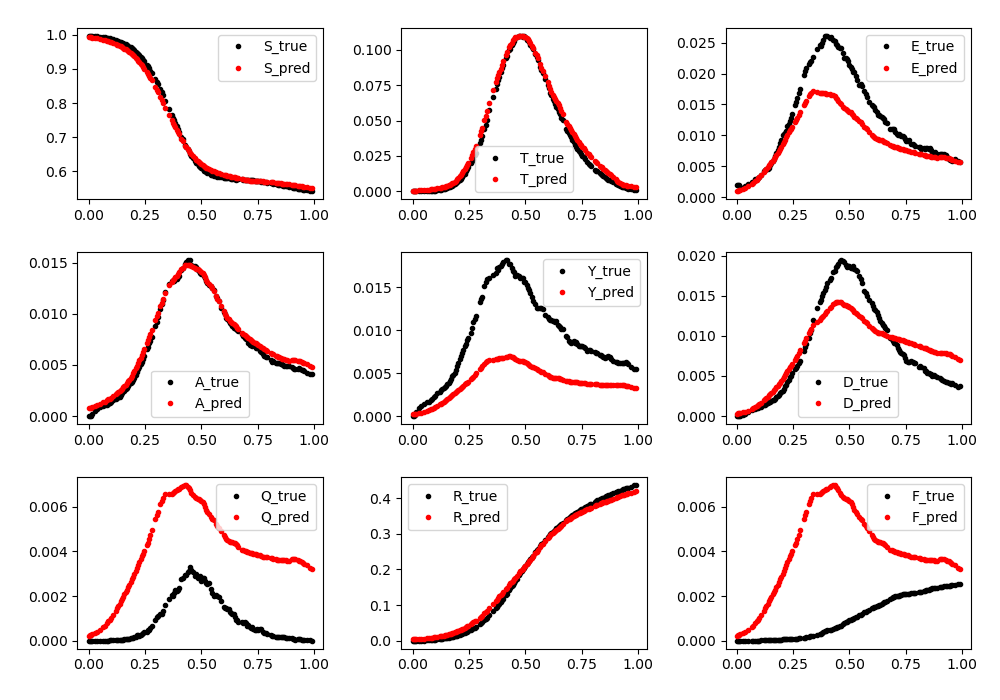 1.0
0.9
0.8
0.7
0.6
0.00 0.25 0.50 0.75 1.00
S_true
S_pred
0.100
0.075
0.050
0.025
0.000
0.00 0.25 0.50 0.75 1.00
T_true
T_pred
0.025
0.020
0.015
0.010
0.005
0.000
0.00 0.25 0.50 0.75 1.00
E_true
E_pred
0.015
0.010
0.005
0.000
0.00 0.25 0.50 0.75 1.00
A_true
A_pred
0.015
0.010
0.005
0.000
0.00 0.25 0.50 0.75 1.00
Y_true
Y_pred
0.020
0.015
0.010
0.005
0.000
0.00 0.25 0.50 0.75 1.00
D_true
D_pred
0.006
0.004
0.002
0.000
0.00 0.25 0.50 0.75 1.00
Q_true
Q_pred
0.4
0.3
0.2
0.1
0.0
0.00 0.25 0.50 0.75 1.00
R_true
R_pred
0.006
0.004
0.002
0.000
0.00 0.25 0.50 0.75 1.00
F_true
F_pred